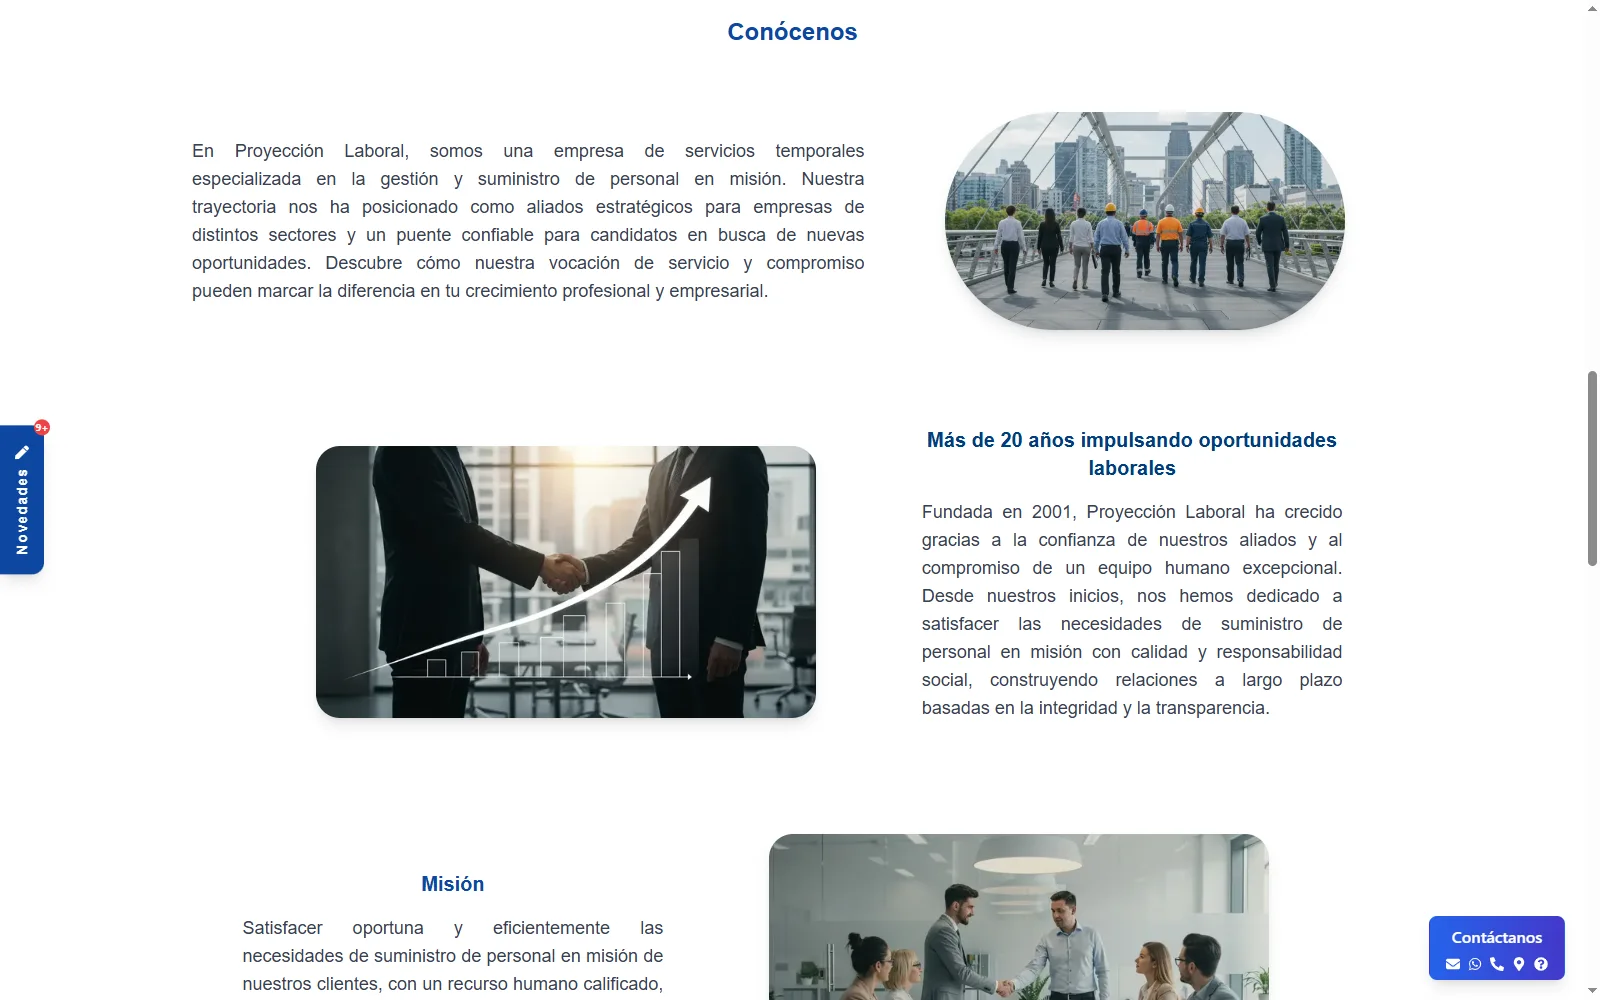 Conócenos
En Proyección Laboral, somos una empresa de servicios temporales
especializada en la gestión y suministro de personal en misión. Nuestra
trayectoria nos ha posicionado como aliados estratégicos para empresas de
distintos sectores y un puente confiable para candidatos en busca de nuevas
oportunidades. Descubre cómo nuestra vocación de servicio y compromiso
pueden marcar la diferencia en tu crecimiento profesional y empresarial.
9+
Novedades
Más de 20 años impulsando oportunidades
laborales
Fundada en 2001, Proyección Laboral ha crecido
gracias a la confianza de nuestros aliados y al
compromiso de un equipo humano excepcional.
Desde nuestros inicios, nos hemos dedicado a
satisfacer las necesidades de suministro de
personal en misión con calidad y responsabilidad
social, construyendo relaciones a largo plazo
basadas en la integridad y la transparencia.
Misión
Satisfacer oportuna y eficientemente las
necesidades de suministro de personal en misión de
nuestros clientes, con un recurso humano calificado,
Contáctanos